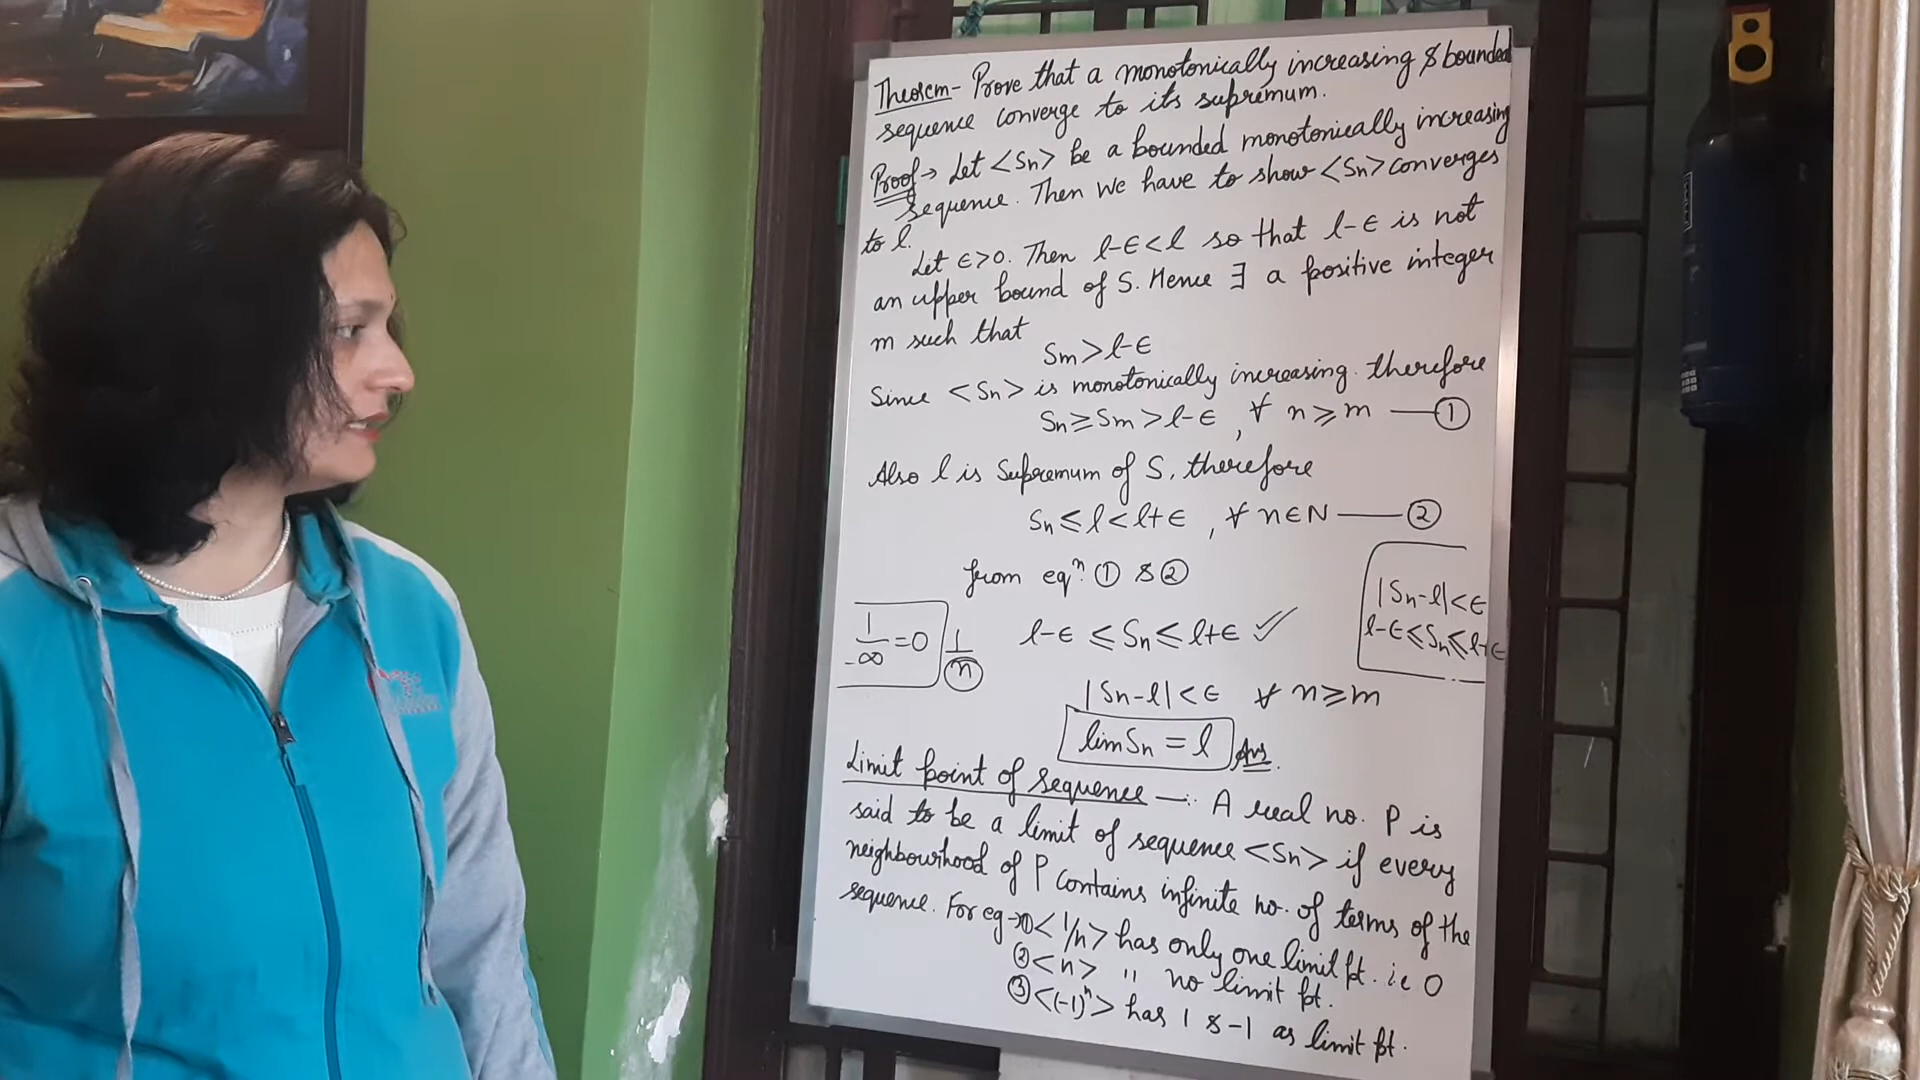 Theorem - Prove that a monotonically increasing & bounded
sequence converge to its supremum.
Proof → Let <Sn> be a bounded monotonically increasing
sequence. Then We have to show <Sn> converges
to l.
Let ∈>0. Then l-∈<l so that l-∈ is not
an upper bound of S. Hence ∃ a positive integer
m such that
Sm>l-∈
Since <Sn> is monotonically increasing. therefore
Sn≥Sm>l-∈, ∀ n≥m —①
Also l is Supremum of S, therefore
Sn≤l<l+∈, ∀ n∈N —②
from eqⁿ. ① & ②
l-∈ ≤Sn≤ l+∈ ✓
1/-∞ =0
1/n
|Sn-l|<∈
l-∈≤Sn≤l+∈
|Sn-l|<∈ ∀ n≥m
limSn = l Ans.
Limit point of sequence —: A real no. P is
said to be a limit of sequence <Sn> if every
neighbourhood of P contains infinite no. of terms of the
sequence. For eg→① <1/n> has only one limit pt. i.e 0
② <n> " no limit pt.
③ <(-1)ⁿ> has 1 & -1 as limit pt.